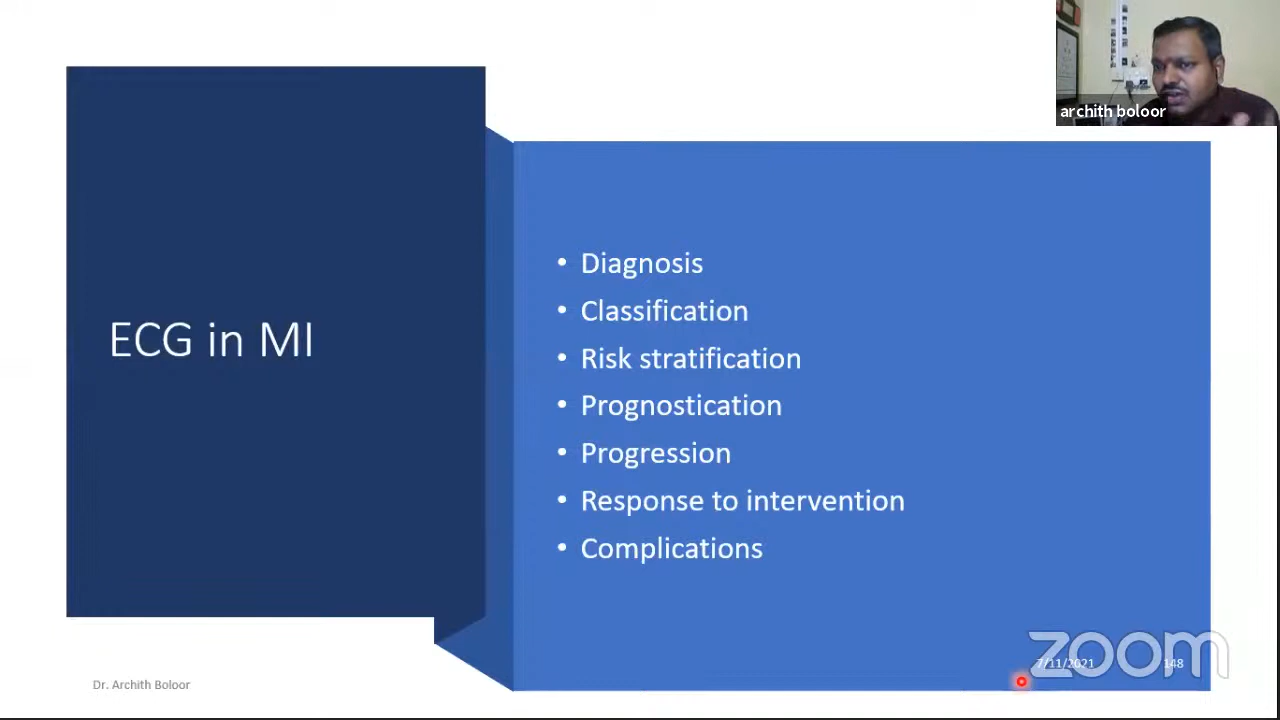 archith boloor
ECG in MI
• Diagnosis
• Classification
• Risk stratification
• Prognostication
• Progression
• Response to intervention
• Complications
Dr. Archith Boloor
7/11/2021
148
zoom